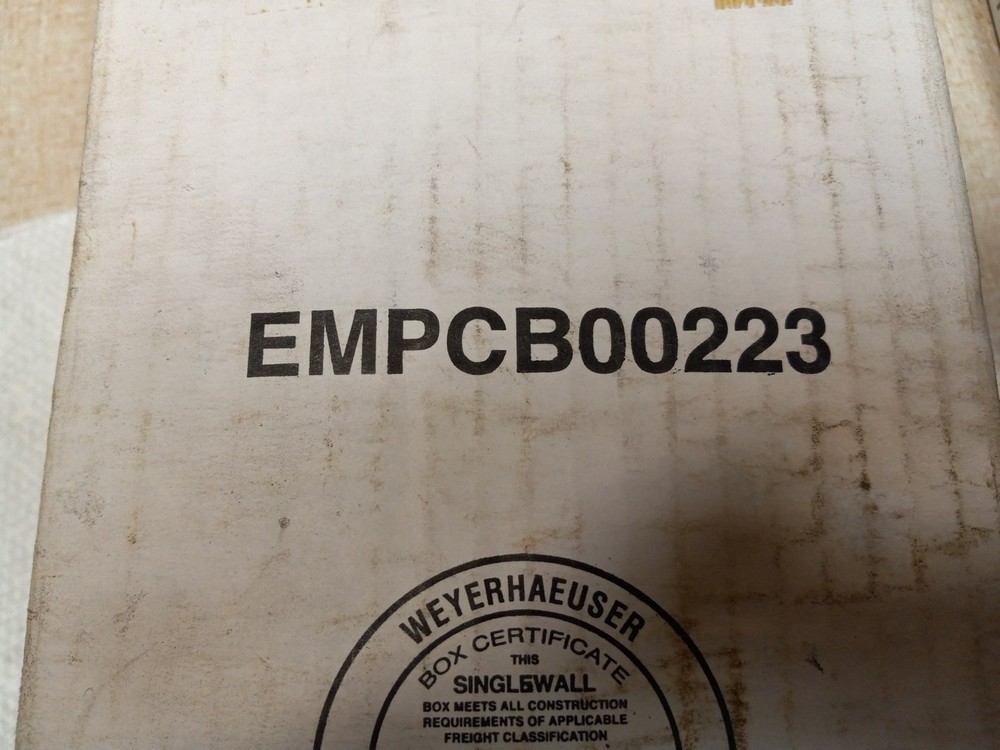 EMPCB00223
WEYERHAEUSER
BOX CERTIFICATE
THIS
SINGLEWALL
BOX MEETS ALL CONSTRUCTION
REQUIREMENTS OF APPLICABLE
FREIGHT CLASSIFICATION